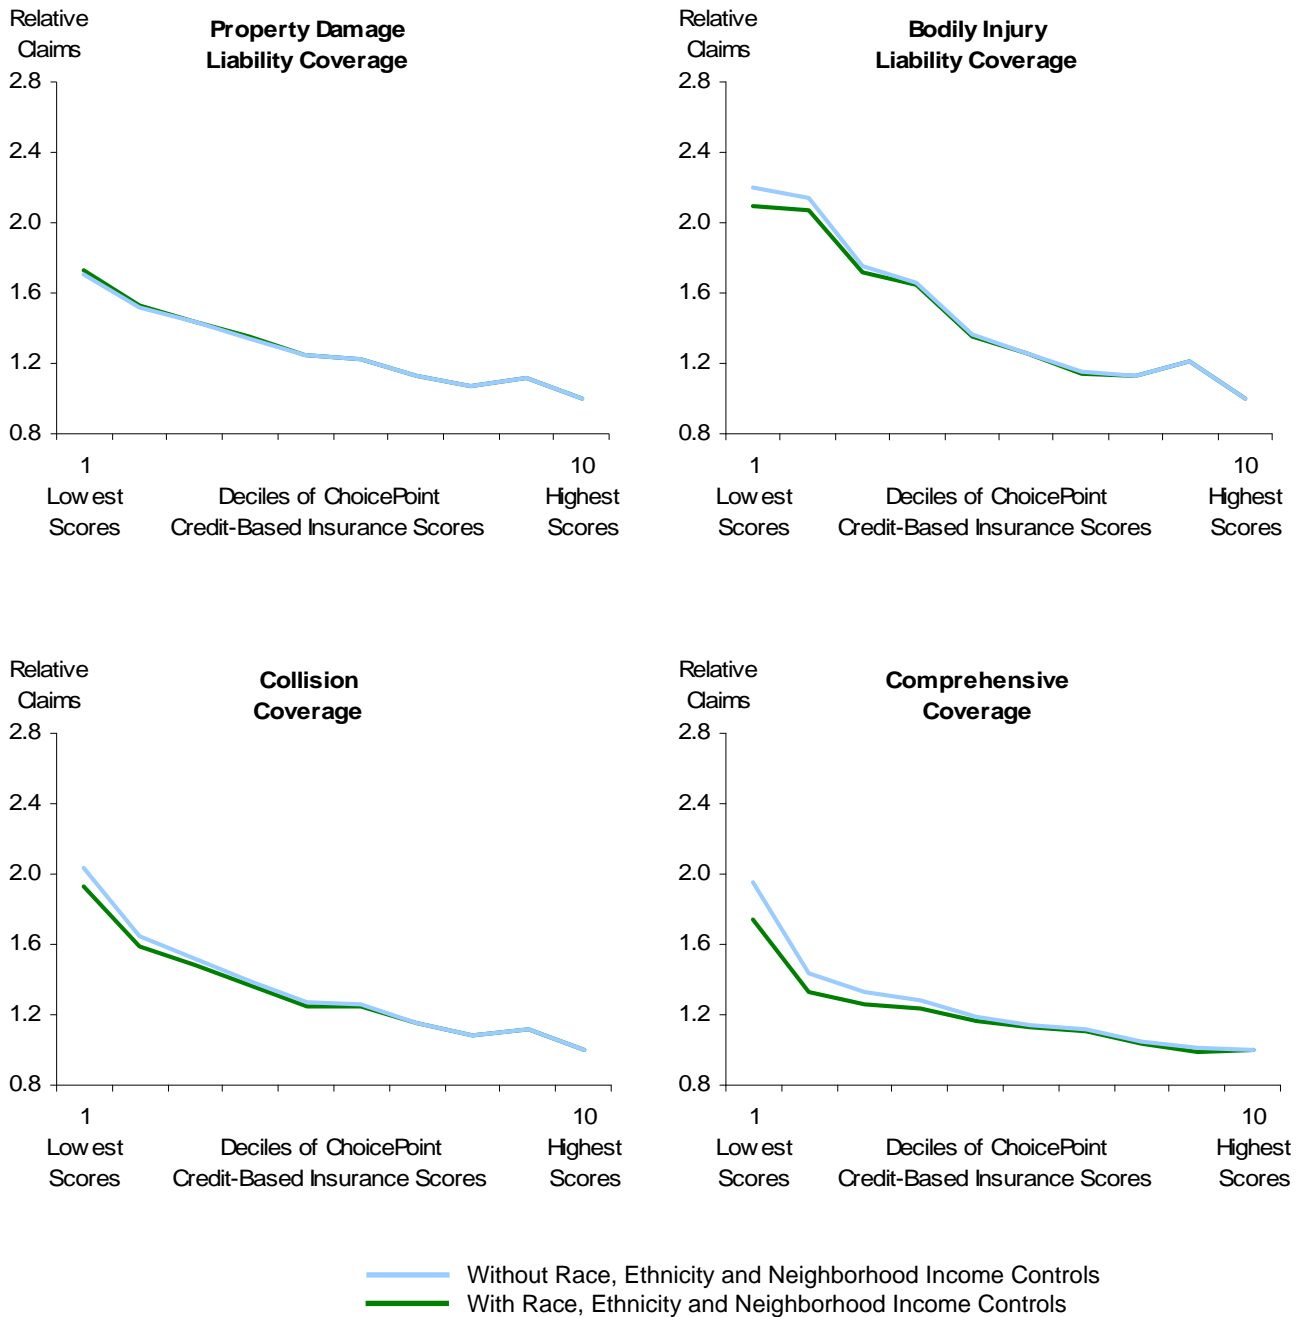 Relative
Claims
Property Damage
Liability Coverage
2.8
2.4
2.0
1.6
1.2
0.8
1
10
Lowest
Scores
Deciles of ChoicePoint
Credit-Based Insurance Scores
Highest
Scores
Relative
Claims
Bodily Injury
Liability Coverage
2.8
2.4
2.0
1.6
1.2
0.8
1
10
Lowest
Scores
Deciles of ChoicePoint
Credit-Based Insurance Scores
Highest
Scores
Relative
Claims
Collision
Coverage
2.8
2.4
2.0
1.6
1.2
0.8
1
10
Lowest
Scores
Deciles of ChoicePoint
Credit-Based Insurance Scores
Highest
Scores
Relative
Claims
Comprehensive
Coverage
2.8
2.4
2.0
1.6
1.2
0.8
1
10
Lowest
Scores
Deciles of ChoicePoint
Credit-Based Insurance Scores
Highest
Scores
Without Race, Ethnicity and Neighborhood Income Controls
With Race, Ethnicity and Neighborhood Income Controls